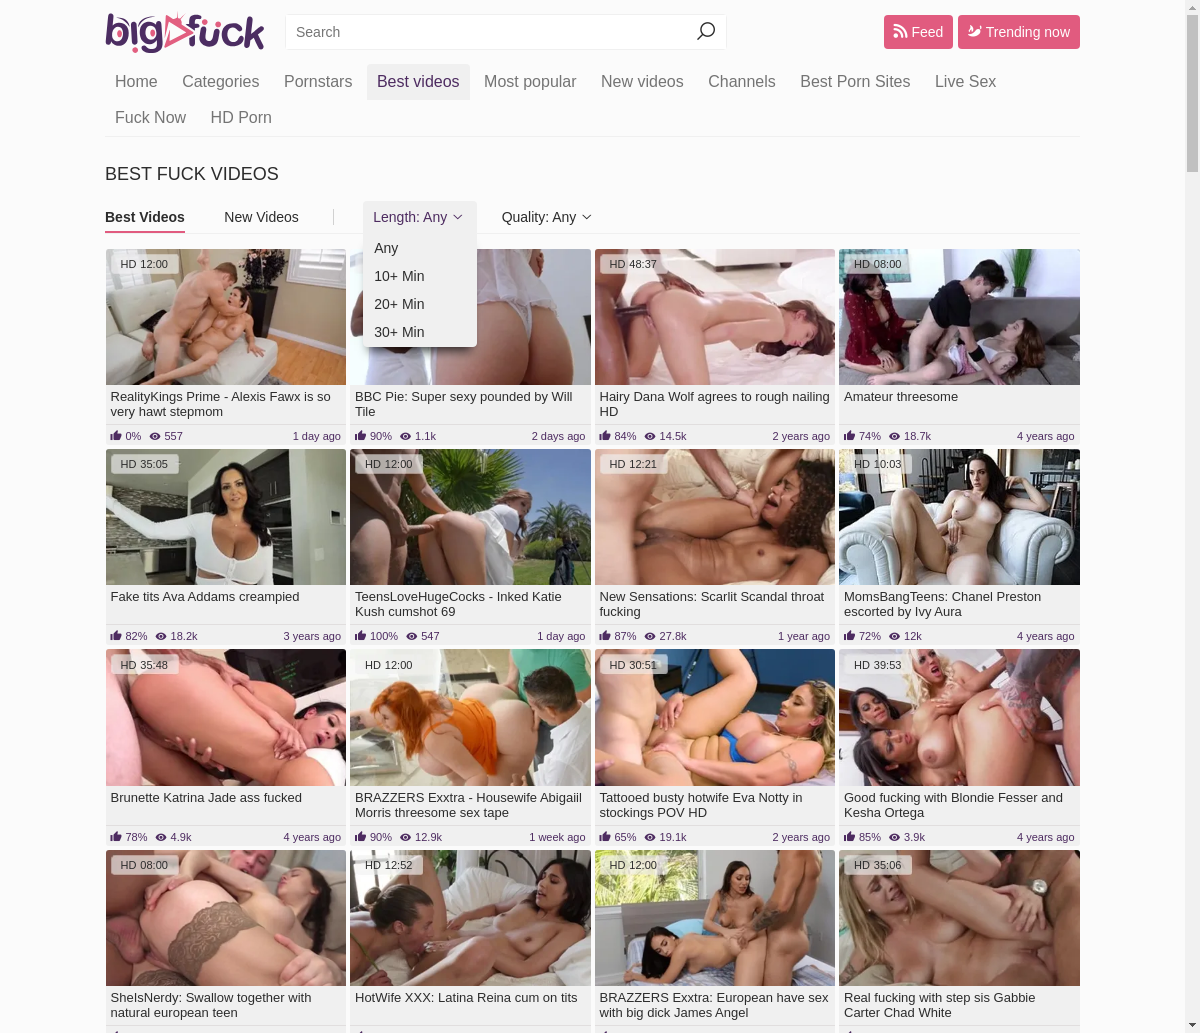 bigfuck
Search
Feed
Trending now
Home Categories Pornstars Best videos Most popular New videos Channels Best Porn Sites Live Sex
Fuck Now HD Porn
BEST FUCK VIDEOS
Best Videos New Videos Length: Any Quality: Any
Any
10+ Min
20+ Min
30+ Min
HD 12:00
RealityKings Prime - Alexis Fawx is so
very hawt stepmom
0% 557 1 day ago
BBC Pie: Super sexy pounded by Will
Tile
90% 1.1k 2 days ago
HD 48:37
Hairy Dana Wolf agrees to rough nailing
HD
84% 14.5k 2 years ago
HD 08:00
Amateur threesome
74% 18.7k 4 years ago
HD 35:05
Fake tits Ava Addams creampied
82% 18.2k 3 years ago
HD 12:00
TeensLoveHugeCocks - Inked Katie
Kush cumshot 69
100% 547 1 day ago
HD 12:21
New Sensations: Scarlit Scandal throat
fucking
87% 27.8k 1 year ago
HD 10:03
MomsBangTeens: Chanel Preston
escorted by Ivy Aura
72% 12k 4 years ago
HD 35:48
Brunette Katrina Jade ass fucked
78% 4.9k 4 years ago
HD 12:00
BRAZZERS Exxtra - Housewife Abigaiil
Morris threesome sex tape
90% 12.9k 1 week ago
HD 30:51
Tattooed busty hotwife Eva Notty in
stockings POV HD
65% 19.1k 2 years ago
HD 39:53
Good fucking with Blondie Fesser and
Kesha Ortega
85% 3.9k 4 years ago
HD 08:00
SheIsNerdy: Swallow together with
natural european teen
HD 12:52
HotWife XXX: Latina Reina cum on tits
HD 12:00
BRAZZERS Exxtra: European have sex
with big dick James Angel
HD 35:06
Real fucking with step sis Gabbie
Carter Chad White